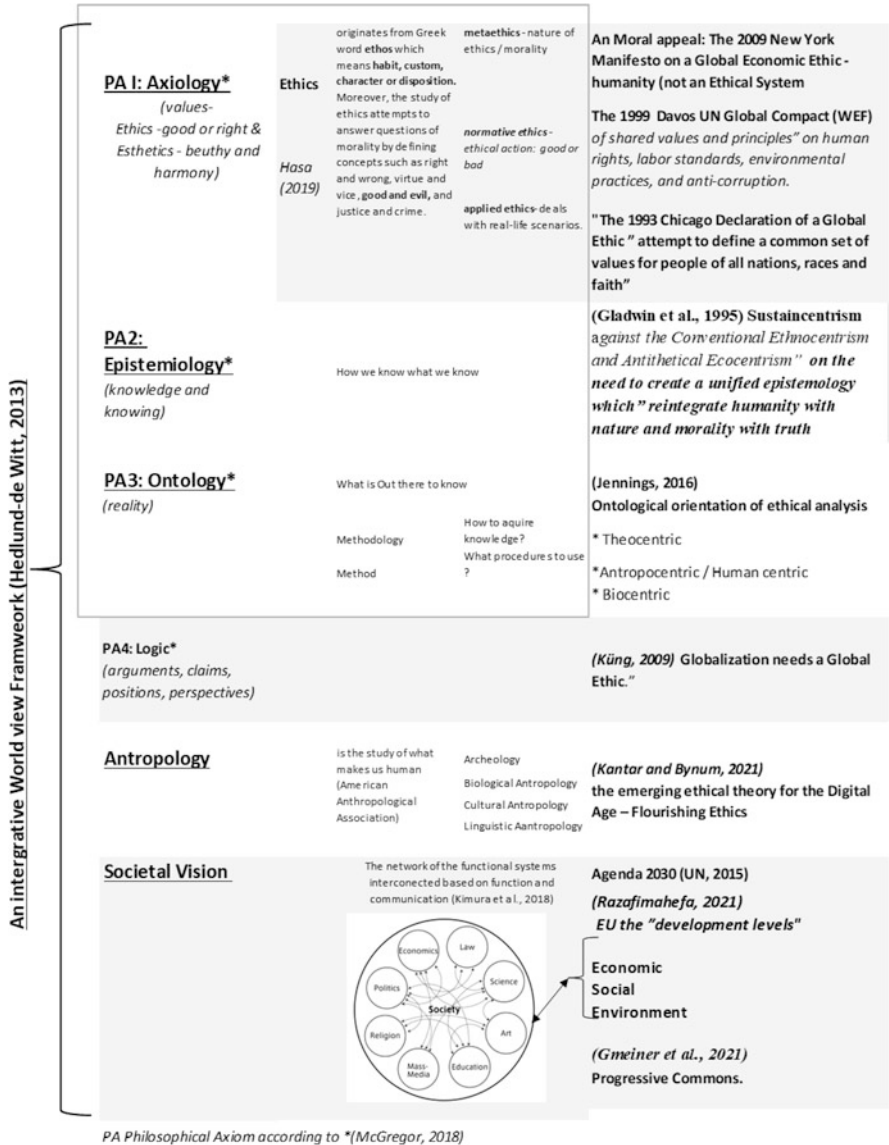 An intergrative World view Framweork (Hedlund-de Witt, 2013)
PA I: Axiology*
(values-
Ethics -good or right &
Esthetics - beuthy and
harmony)
Ethics
Hasa
(2019)
originates from Greek
word ethos which
means habit, custom,
character or disposition.
Moreover, the study of
ethics attempts to
answer questions of
morality by defining
concepts such as right
and wrong, virtue and
vice, good and evil, and
justice and crime.
metaethics - nature of
ethics / morality
normative ethics -
ethical action: good or
bad
applied ethics- deals
with real-life scenarios.
An Moral appeal: The 2009 New York
Manifesto on a Global Economic Ethic -
humanity (not an Ethical System
The 1999 Davos UN Global Compact (WEF)
of shared values and principles” on human
rights, labor standards, environmental
practices, and anti-corruption.
"The 1993 Chicago Declaration of a Global
Ethic ” attempt to define a common set of
values for people of all nations, races and
faith”
PA2:
Epistemiology*
(knowledge and
knowing)
How we know what we know
(Gladwin et al., 1995) Sustaincentrism
against the Conventional Ethnocentrism
and Antithetical Ecocentrism” on the
need to create a unified epistemology
which” reintegrate humanity with
nature and morality with truth
PA3: Ontology*
(reality)
What is Out there to know
Methodology
How to aquire
knowledge?
Method
What procedures to use
?
(Jennings, 2016)
Ontological orientation of ethical analysis
* Theocentric
*Antropocentric / Human centric
* Biocentric
PA4: Logic*
(arguments, claims,
positions, perspectives)
(Küng, 2009) Globalization needs a Global
Ethic.”
Antropology
is the study of what
makes us human
(American
Anthropological
Association)
Archeology
Biological Antropology
Cultural Antropology
Linguistic Aantropology
(Kantar and Bynum, 2021)
the emerging ethical theory for the Digital
Age – Flourishing Ethics
Societal Vision
The network of the functional systems
interconected based on function and
communication (Kimura et al., 2018)
Economics
Law
Politics
Science
Society
Religion
Art
Mass-
Media
Education
Agenda 2030 (UN, 2015)
(Razafimahefa, 2021)
EU the ”development levels"
Economic
Social
Environment
(Gmeiner et al., 2021)
Progressive Commons.
PA Philosophical Axiom according to *(McGregor, 2018)